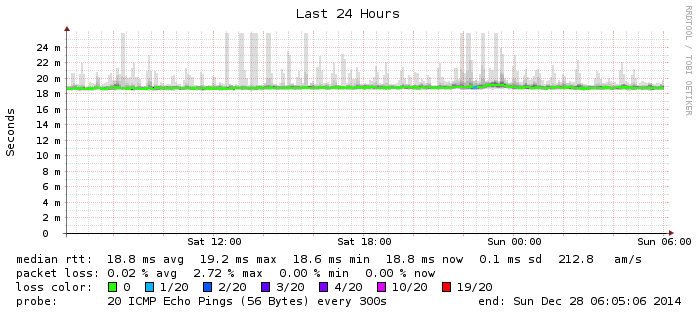 Last 24 Hours
RRDTOOL / TOBI OETIKER
Seconds
24 m
22 m
20 m
18 m
16 m
14 m
12 m
10 m
8 m
6 m
4 m
2 m
0
Sat 12:00 Sat 18:00 Sun 00:00 Sun 06:00
median rtt: 18.8 ms avg 19.2 ms max 18.6 ms min 18.8 ms now 0.1 ms sd 212.8 am/s
packet loss: 0.02 % avg 2.72 % max 0.00 % min 0.00 % now
loss color: 0 1/20 2/20 3/20 4/20 10/20 19/20
probe: 20 ICMP Echo Pings (56 Bytes) every 300s end: Sun Dec 28 06:05:06 2014